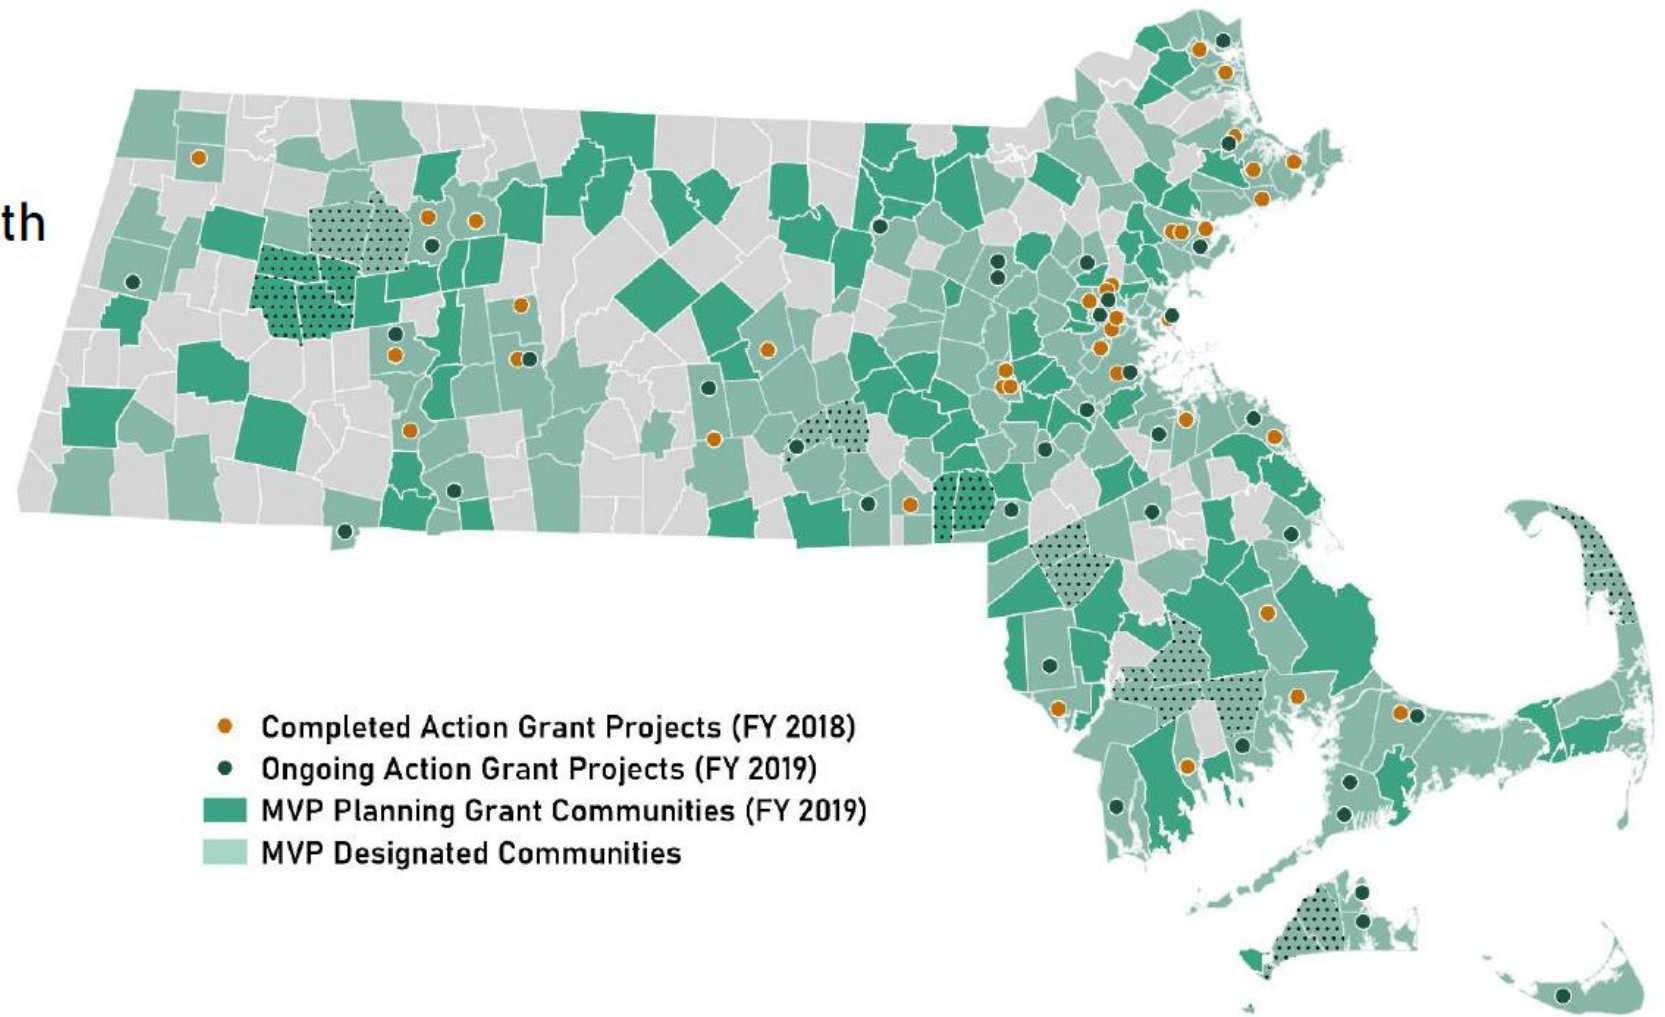 th
Completed Action Grant Projects (FY 2018)
Ongoing Action Grant Projects (FY 2019)
MVP Planning Grant Communities (FY 2019)
MVP Designated Communities